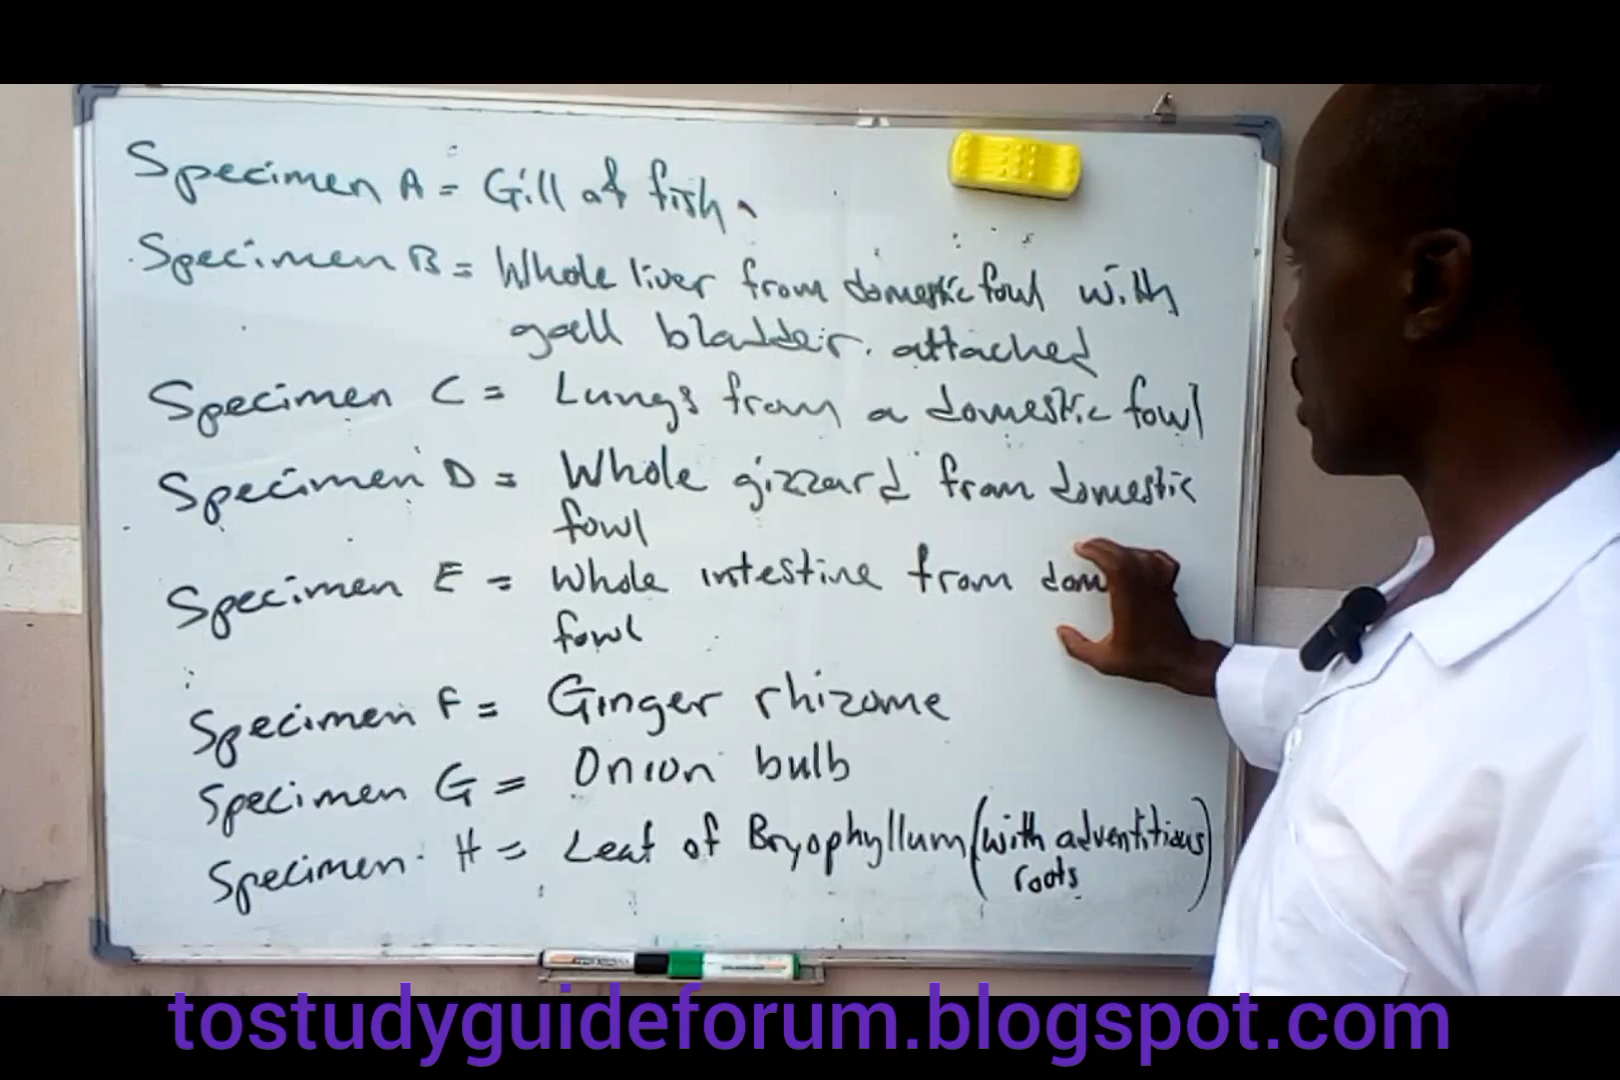 Specimen A = Gill of fish
Specimen B = Whole liver from domestic fowl with
gall bladder. attached
Specimen C = Lungs from a domestic fowl
Specimen D = Whole gizzard from domestic
fowl
Specimen E = Whole intestine from dom
fowl
Specimen F = Ginger rhizome
Specimen G = Onion bulb
Specimen H = Leaf of Bryophyllum (with adventitious
roots)
tostudyguideforum.blogspot.com